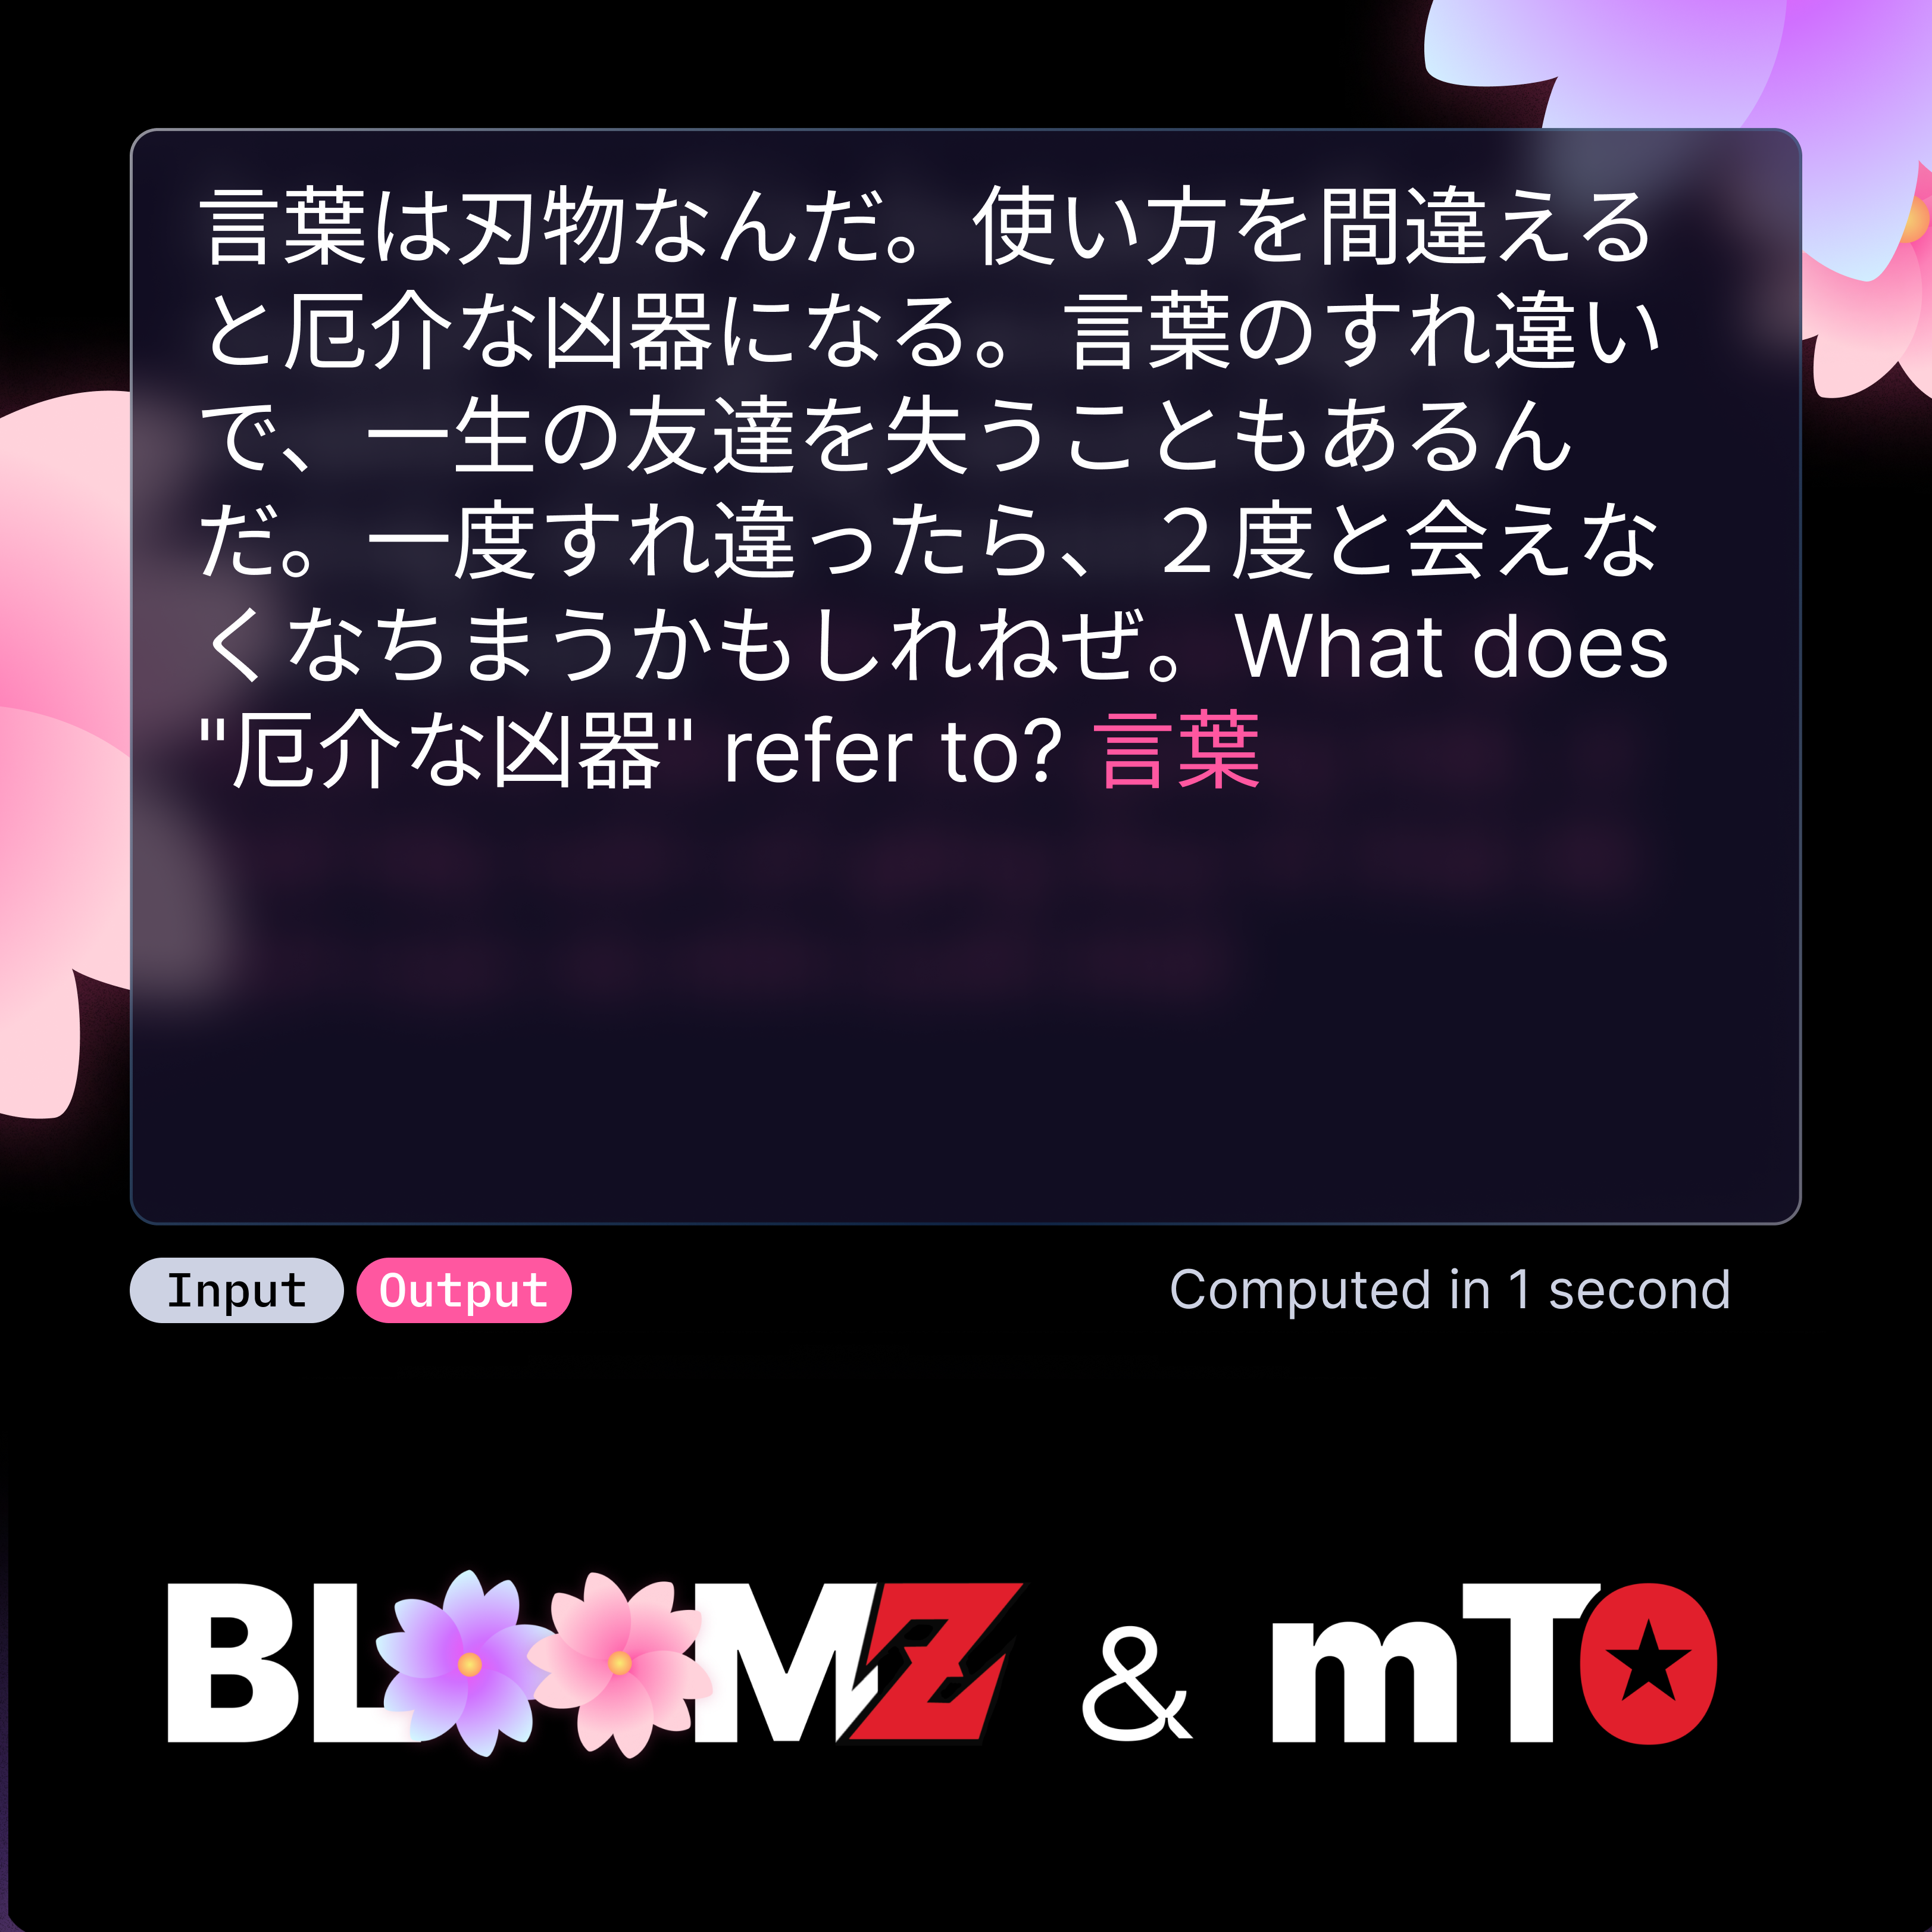 言葉は刃物なんだ。使い方を間違える
と厄介な凶器になる。言葉のすれ違い
で、一生の友達を失うこともあるん
だ。一度すれ違ったら、２度と会えな
くなちまうかもしれねぜ。What does
"厄介な凶器" refer to? 言葉
Input Output Computed in 1 second
BLOOMZ & mT0